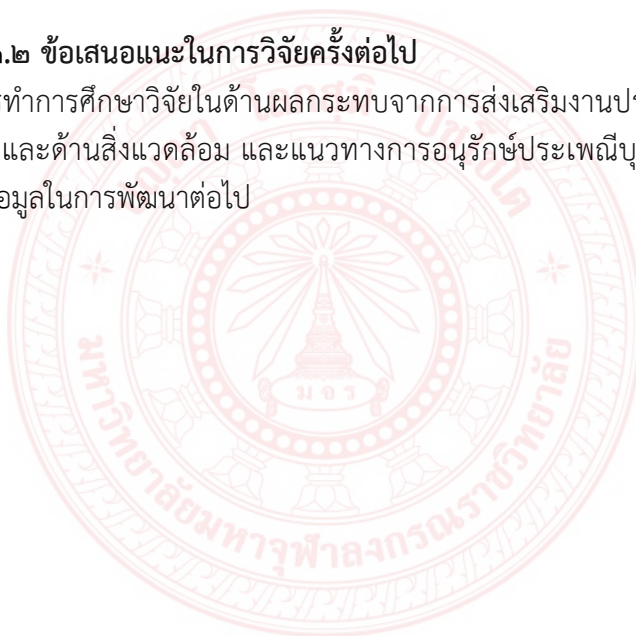 .๒ ข้อเสนอแนะในการวิจัยครั้งต่อไป
ทำการศึกษาวิจัยในด้านผลกระทบจากการส่งเสริมงานปร
และด้านสิ่งแวดล้อม และแนวทางการอนุรักษ์ประเพณีบุ
อมูลในการพัฒนาต่อไป
ม จ ร
มหาวิทยาลัยมหาจุฬาลงกรณราชวิทยาลัย